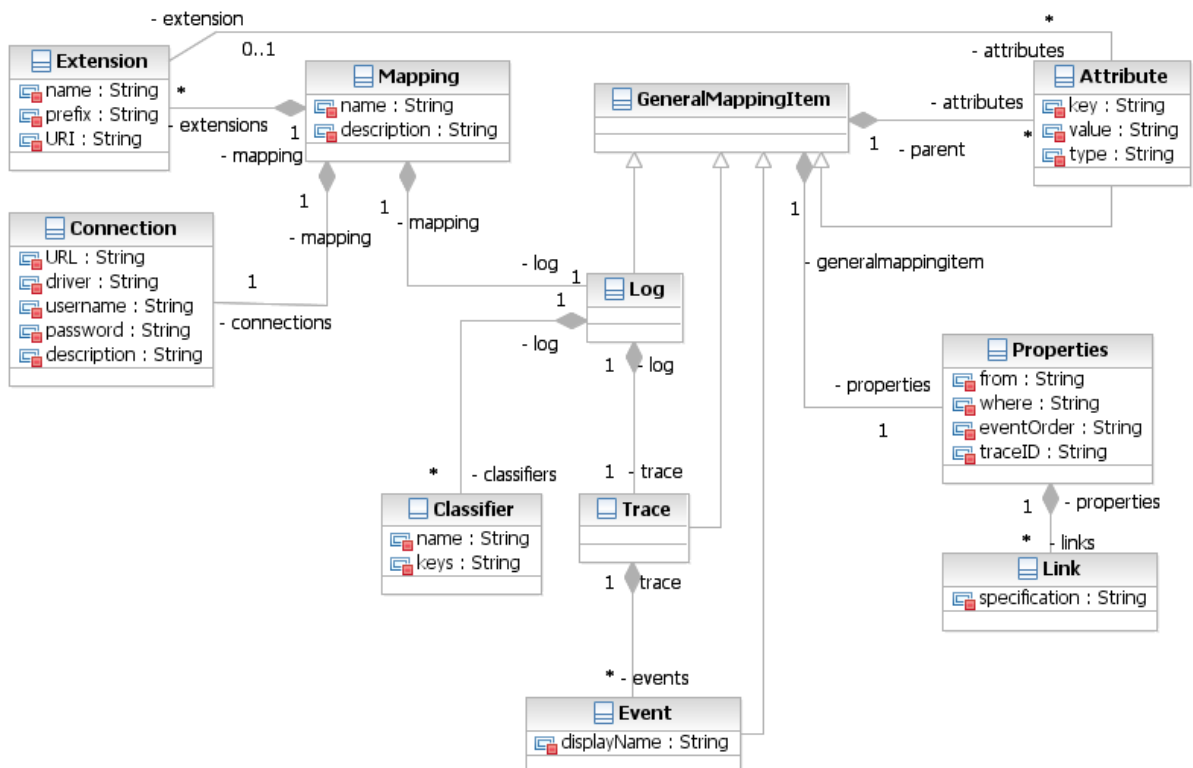 - extension
*
0..1
- attributes
Extension
name : String
prefix : String
URI : String
*
- extensions
1
- mapping
Mapping
name : String
description : String
1
- mapping
1
- mapping
GeneralMappingItem
1
- parent
- attributes
*
Attribute
key : String
value : String
type : String
1
- generalmappingitem
Connection
URL : String
driver : String
username : String
password : String
description : String
1
- connections
- log
1
Log
1
- log
1
- log
- properties
1
Properties
from : String
where : String
eventOrder : String
traceID : String
1
- properties
* - links
Link
specification : String
*
- classifiers
Classifier
name : String
keys : String
1 - trace
Trace
1
trace
* - events
Event
displayName : String